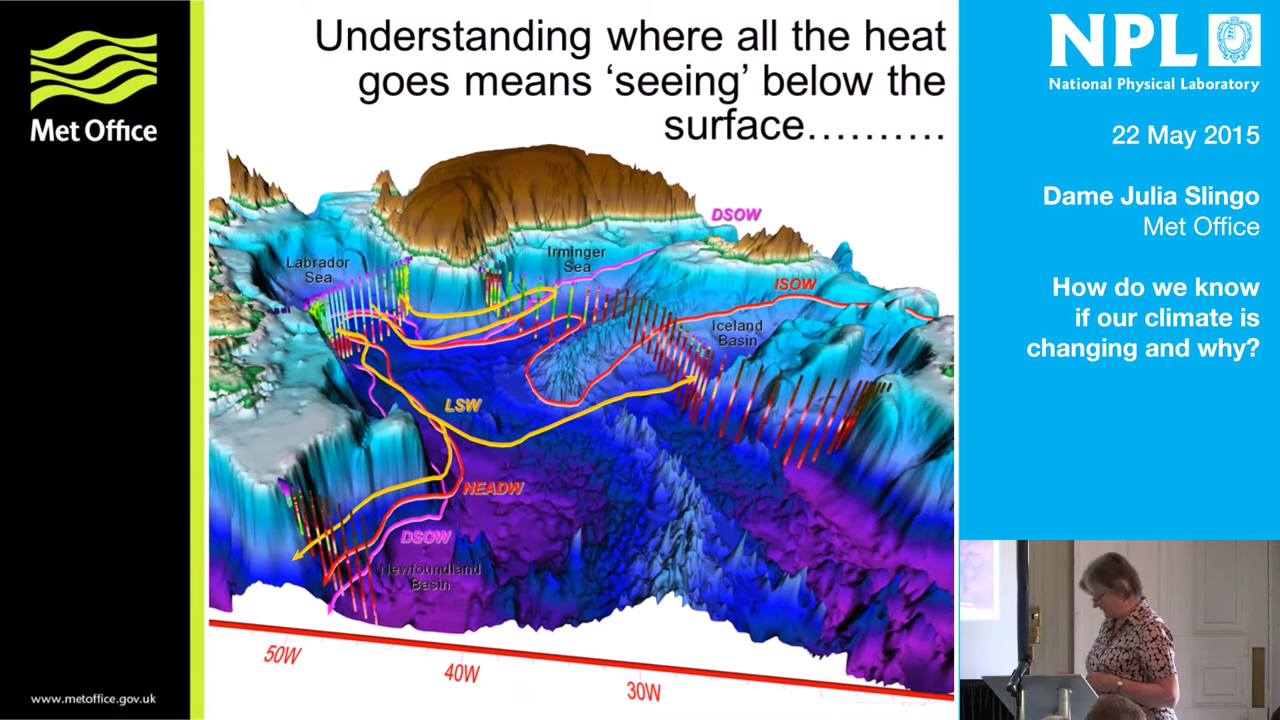 Understanding where all the heat
goes means ‘seeing’ below the
surface……….
Met Office
DSOW
Labrador
Sea
Irminger
Sea
ISOW
Iceland
Basin
LSW
NEADW
DSOW
Newfoundland
Basin
50W
40W
30W
www.metoffice.gov.uk
NPL
National Physical Laboratory
22 May 2015
Dame Julia Slingo
Met Office
How do we know
if our climate is
changing and why?